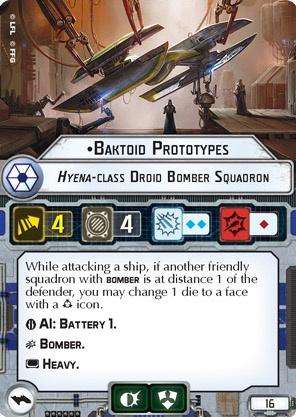 © LFL © FFG
•Baktoid Prototypes
Hyena-class Droid Bomber Squadron
4
4
While attacking a ship, if another friendly
squadron with BOMBER is at distance 1 of the
defender, you may change 1 die to a face
with a icon.
AI: Battery 1.
Bomber.
Heavy.
16